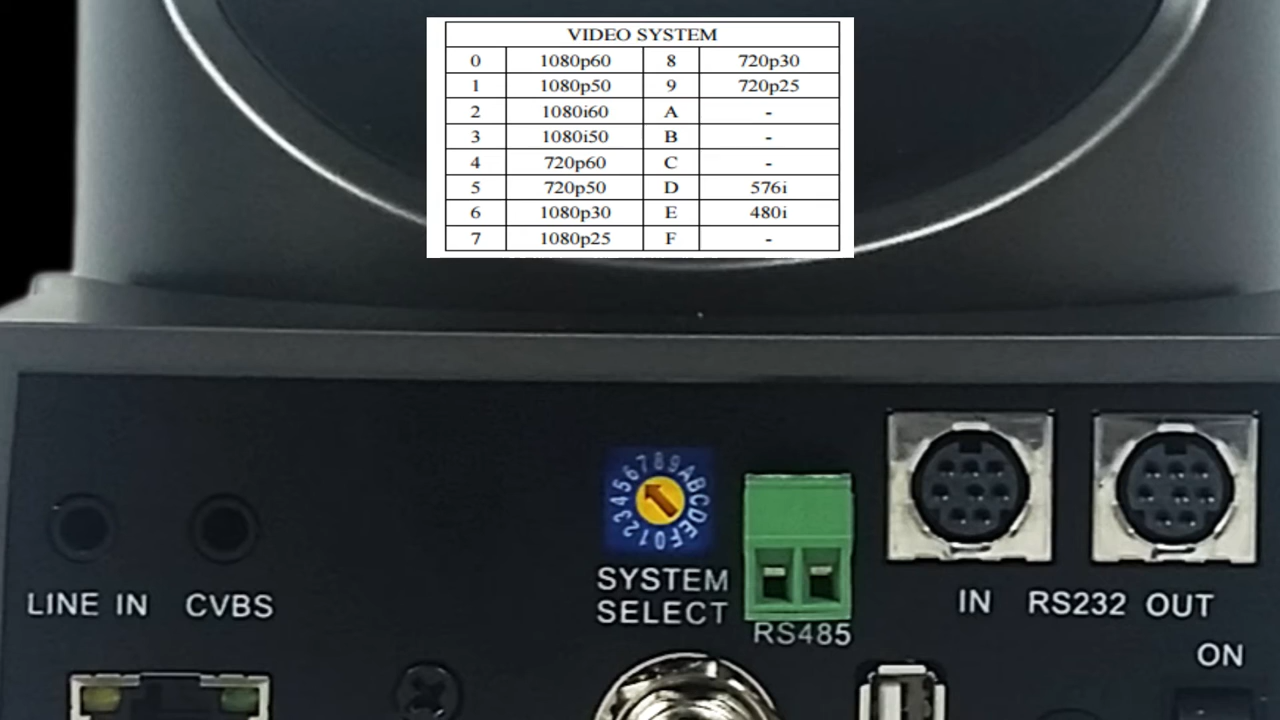 VIDEO SYSTEM
0 1080p60 8 720p30
1 1080p50 9 720p25
2 1080i60 A -
3 1080i50 B -
4 720p60 C -
5 720p50 D 576i
6 1080p30 E 480i
7 1080p25 F -
0123456789ABCDEF
SYSTEM
SELECT
RS485
LINE IN
CVBS
IN RS232 OUT
ON